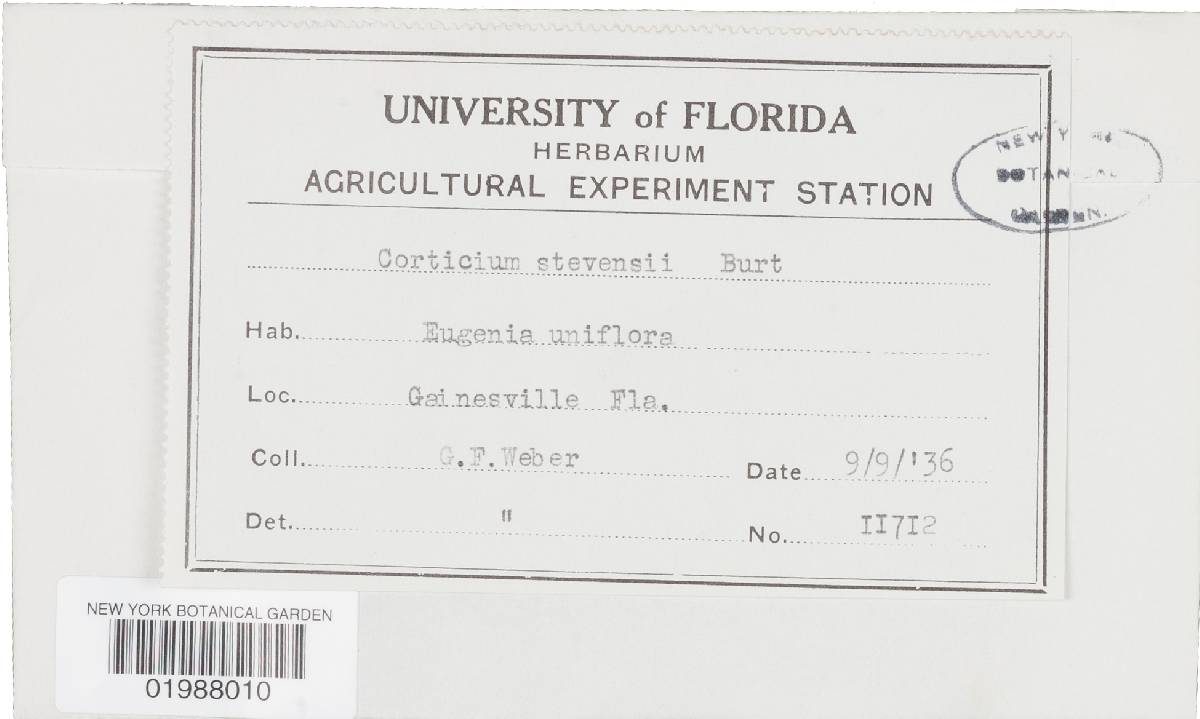 UNIVERSITY of FLORIDA
HERBARIUM
AGRICULTURAL EXPERIMENT STATION
NEW Y
Corticium stevensii Burt
Hab. Eugenia uniflora
Loc. Gainesville Fla.
Coll. G.F.Weber Date 9/9/'36
Det. " No. II7I2
NEW YORK BOTANICAL GARDEN
01988010